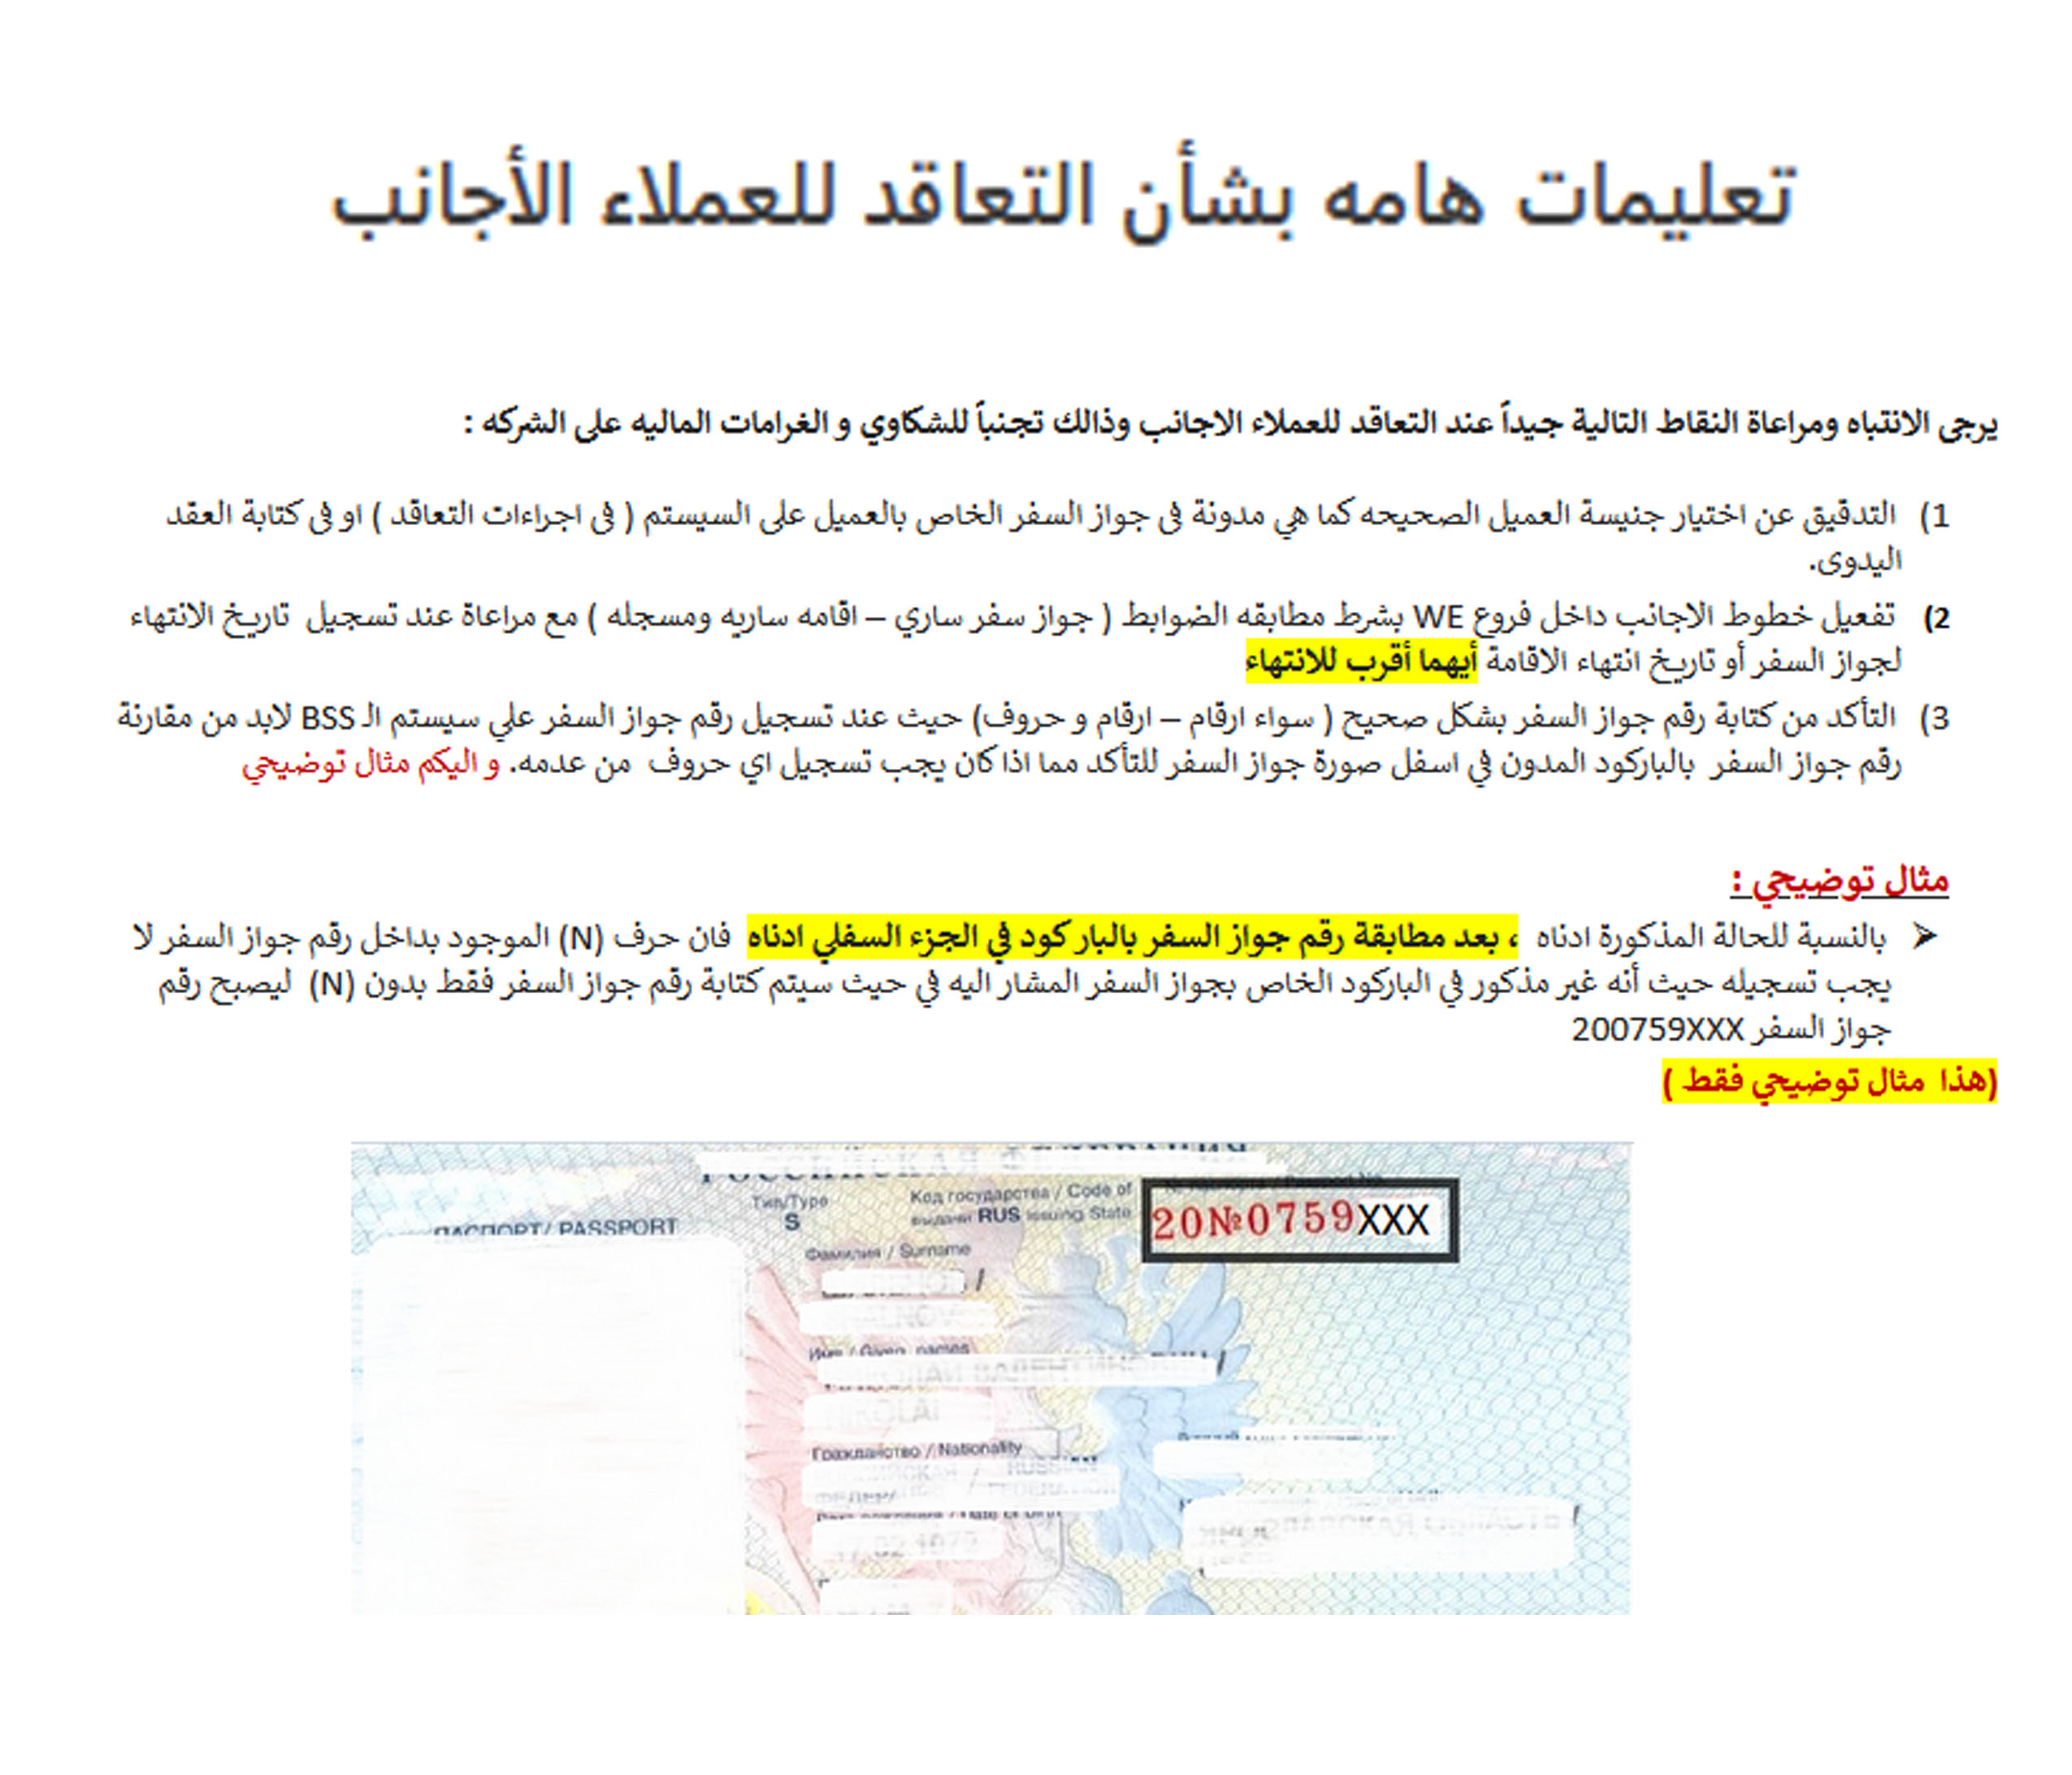 تعليمات هامه بشأن التعاقد للعملاء الأجانب
يرجى الانتباه ومراعاة النقاط التالية جيداً عند التعاقد للعملاء الاجانب وذالك تجنباً للشكاوي و الغرامات الماليه على الشركه :
1) التدقيق عن اختيار جنيسة العميل الصحيحه كما هي مدونة فى جواز السفر الخاص بالعميل على السيستم ( فى اجراءات التعاقد ) او فى كتابة العقد
اليدوى.
2) تفعيل خطوط الاجانب داخل فروع WE بشرط مطابقه الضوابط ( جواز سفر ساري – اقامه ساريه ومسجله ) مع مراعاة عند تسجيل تاريخ الانتهاء
لجواز السفر أو تاريخ انتهاء الاقامة أيهما أقرب للانتهاء
3) التأكد من كتابة رقم جواز السفر بشكل صحيح ( سواء ارقام – ارقام و حروف) حيث عند تسجيل رقم جواز السفر علي سيستم الـ BSS لابد من مقارنة
رقم جواز السفر بالباركود المدون في اسفل صورة جواز السفر للتأكد مما اذا كان يجب تسجيل اي حروف من عدمه. و اليكم مثال توضيحي
مثال توضيحي :
➤ بالنسبة للحالة المذكورة ادناه ، بعد مطابقة رقم جواز السفر بالبار كود في الجزء السفلي ادناه فان حرف (N) الموجود بداخل رقم جواز السفر لا
يجب تسجيله حيث أنه غير مذكور في الباركود الخاص بجواز السفر المشار اليه في حيث سيتم كتابة رقم جواز السفر فقط بدون (N) ليصبح رقم
جواز السفر 200759XXX
(هذا مثال توضيحي فقط )
Тип/Type
Код государства / Code of
20№0759XXX
S
выдачи RUS issuing State
ПАСПОРТ/ PASSPORT
Фамилия / Surname
/
Имя / Given names
/
Гражданство / Nationality